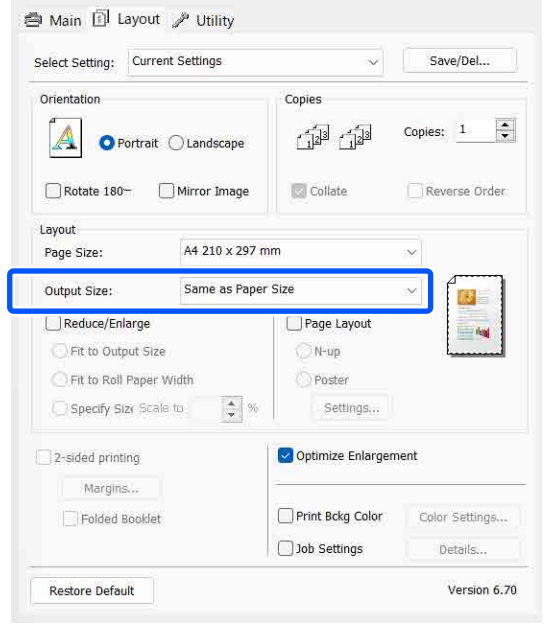 Main Layout Utility
Select Setting: Current Settings Save/Del...
Orientation
Portrait Landscape
Rotate 180~ Mirror Image
Copies
Copies: 1
Collate Reverse Order
Layout
Page Size: A4 210 x 297 mm
Output Size: Same as Paper Size
Reduce/Enlarge
Fit to Output Size
Fit to Roll Paper Width
Specify Size Scale to %
Page Layout
N-up
Poster
Settings...
2-sided printing
Margins...
Folded Booklet
Optimize Enlargement
Print Bckg Color Color Settings...
Job Settings Details...
Restore Default Version 6.70